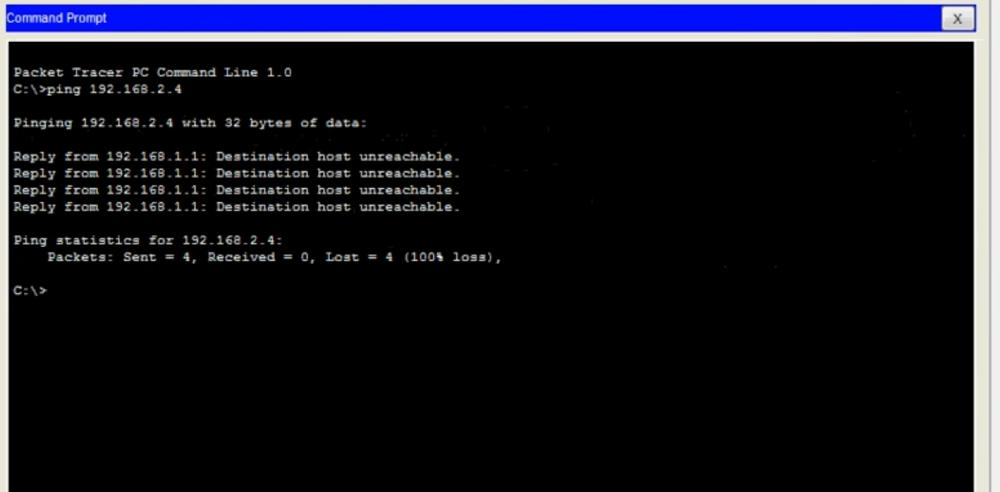 Command Prompt
X
Packet Tracer PC Command Line 1.0
C:\>ping 192.168.2.4
Pinging 192.168.2.4 with 32 bytes of data:
Reply from 192.168.1.1: Destination host unreachable.
Reply from 192.168.1.1: Destination host unreachable.
Reply from 192.168.1.1: Destination host unreachable.
Reply from 192.168.1.1: Destination host unreachable.
Ping statistics for 192.168.2.4:
    Packets: Sent = 4, Received = 0, Lost = 4 (100% loss),
C:\>